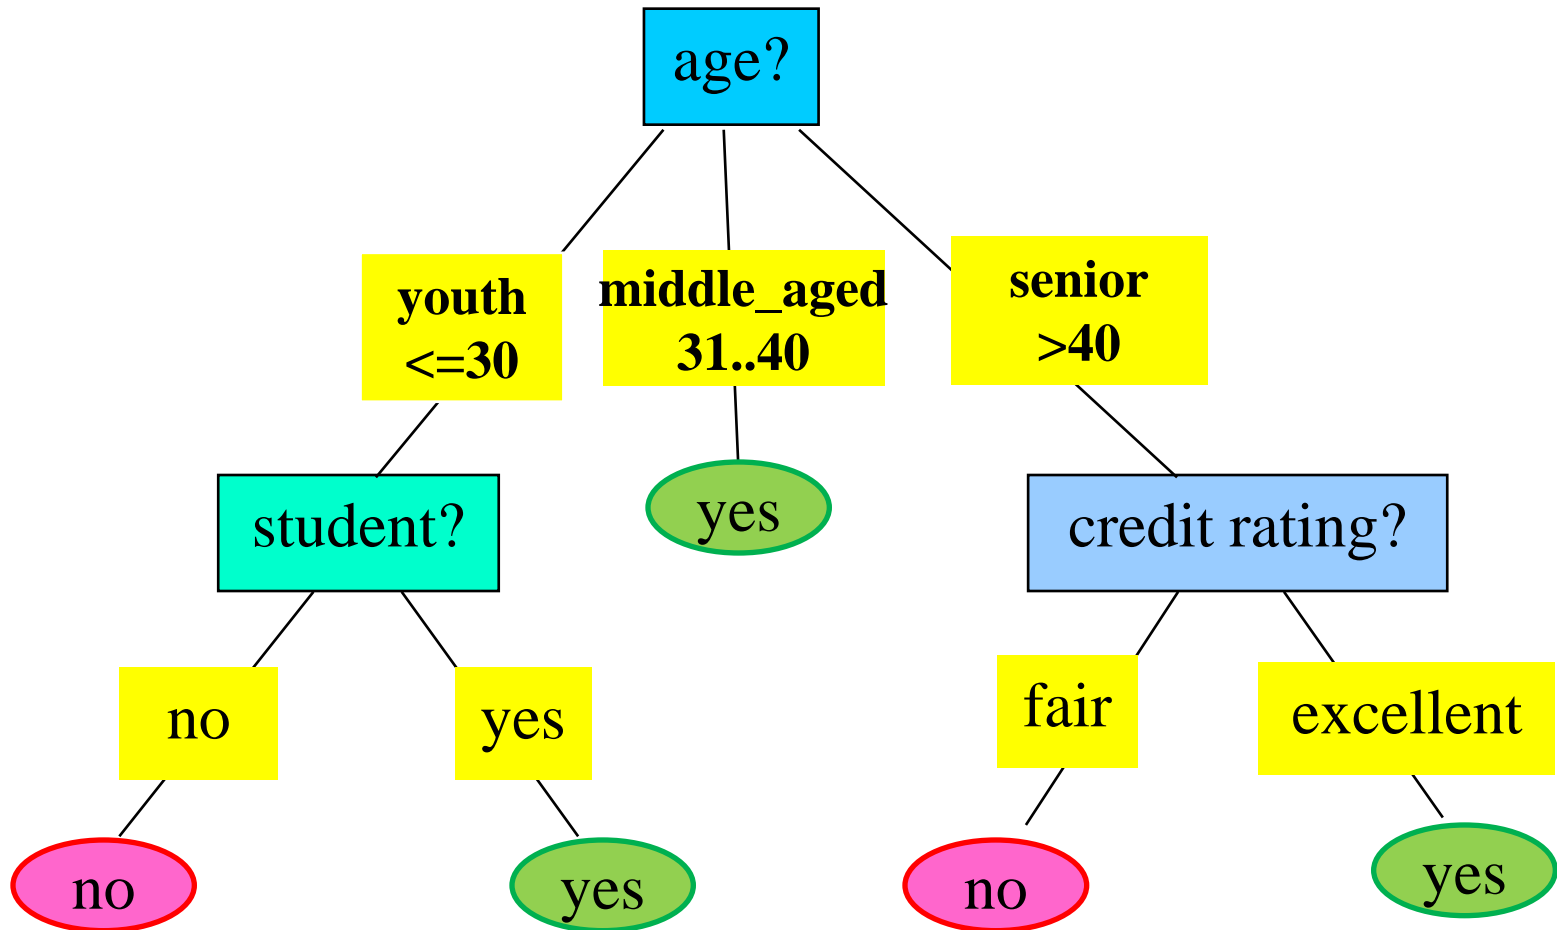 age?
youth
<=30
middle_aged
31..40
senior
>40
student?
yes
credit rating?
no
yes
fair
excellent
no
yes
no
yes